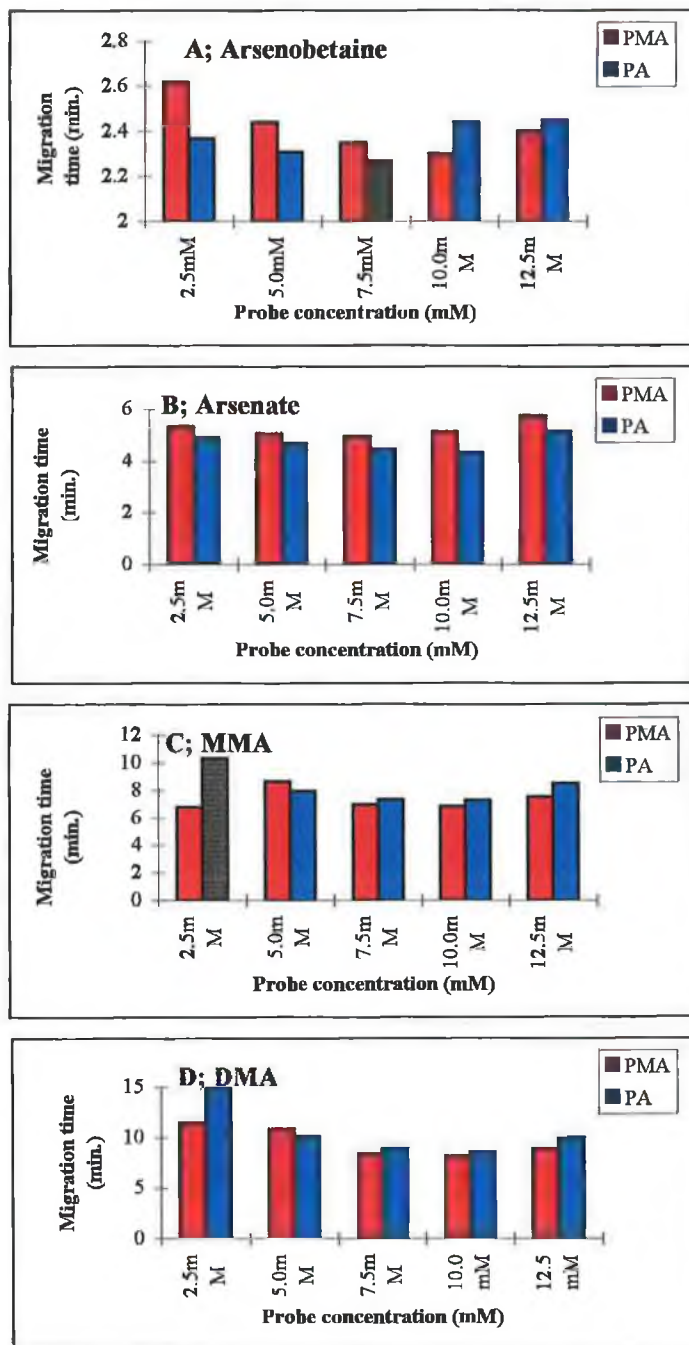 A; Arsenobetaine
PMA
PA
Migration
time (min.)
2.8
2.6
2.4
2.2
2
2.5mM
5.0mM
7.5mM
10.0m
M
12.5m
M
Probe concentration (mM)
B; Arsenate
PMA
PA
Migration time
(min.)
6
4
2
0
2.5m
M
5.0m
M
7.5m
M
10.0m
M
12.5m
M
Probe concentration (mM)
C; MMA
PMA
PA
Migration time
(min.)
12
10
8
6
4
2
0
2.5m
M
5.0m
M
7.5m
M
10.0m
M
12.5m
M
Probe concentration (mM)
D; DMA
PMA
PA
Migration time
(min.)
15
10
5
0
2.5m
M
5.0m
M
7.5m
M
10.0
mM
12.5
mM
Probe concentration (mM)